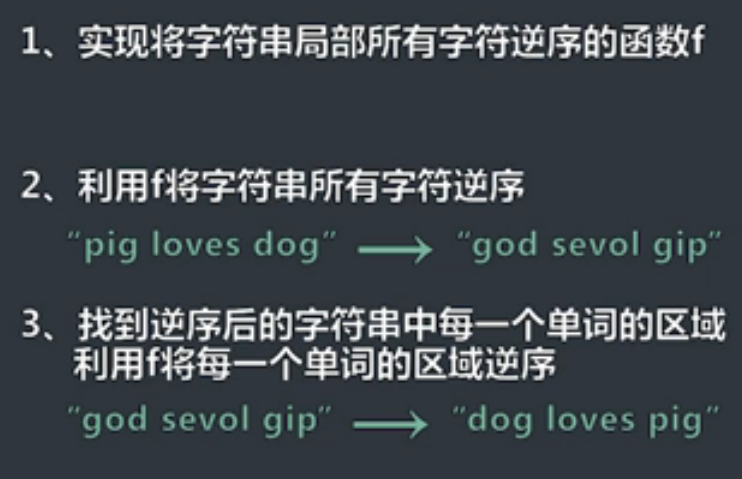 1、实现将字符串局部所有字符逆序的函数f
2、利用f将字符串所有字符逆序
“pig loves dog” → “god sevol gip”
3、找到逆序后的字符串中每一个单词的区域
利用f将每一个单词的区域逆序
“god sevol gip” → “dog loves pig”